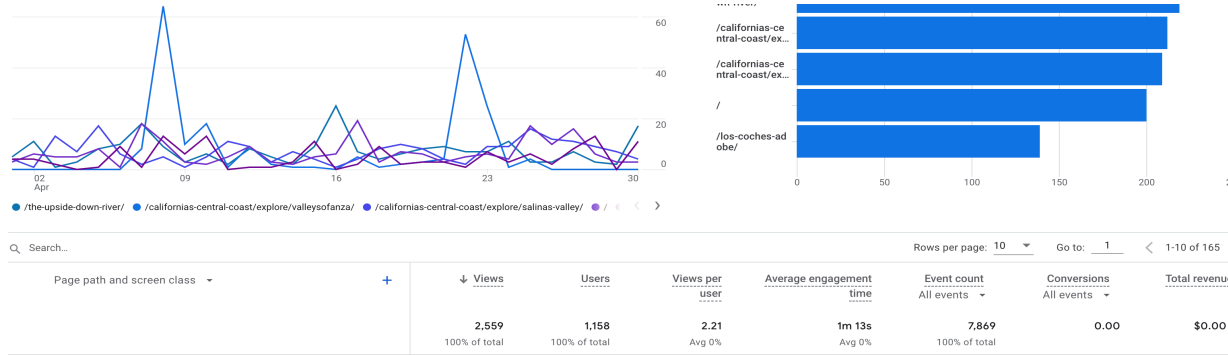 60
40
20
0
02
Apr
09
16
23
30
/the-upside-down-river/ /californias-central-coast/explore/valleysofanza/ /californias-central-coast/explore/salinas-valley/ /
/californias-ce
ntral-coast/ex...
/californias-ce
ntral-coast/ex...
/
/los-coches-ad
obe/
0 50 100 150 200
Search... Rows per page: 10 Go to: 1 1-10 of 165
Page path and screen class + Views Users Views per user Average engagement time Event count All events Conversions All events Total revenue
2,559 1,158 2.21 1m 13s 7,869 0.00 $0.00
100% of total 100% of total Avg 0% Avg 0% 100% of total